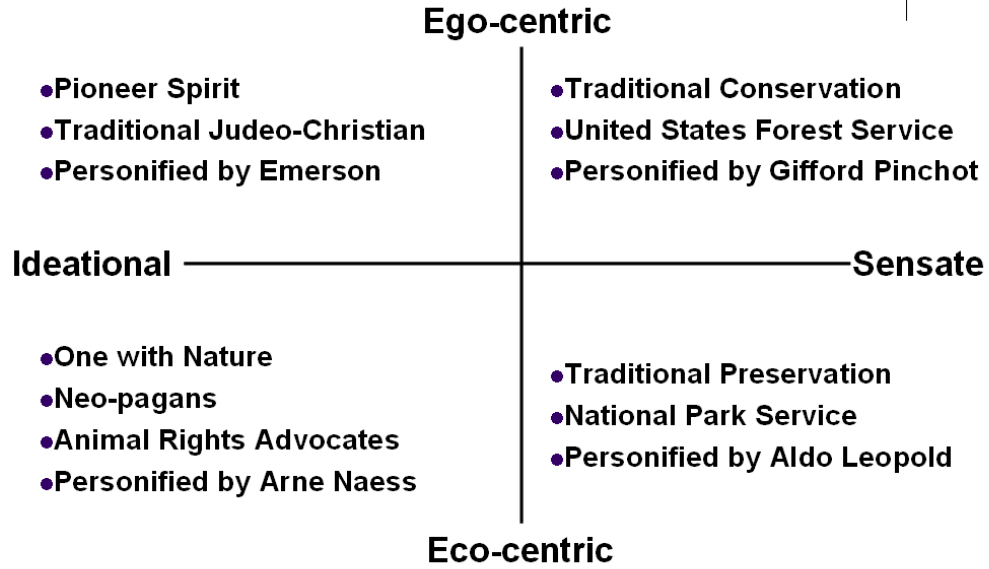 Ego-centric
●Pioneer Spirit
●Traditional Judeo-Christian
●Personified by Emerson
●Traditional Conservation
●United States Forest Service
●Personified by Gifford Pinchot
Ideational
Sensate
●One with Nature
●Neo-pagans
●Animal Rights Advocates
●Personified by Arne Naess
●Traditional Preservation
●National Park Service
●Personified by Aldo Leopold
Eco-centric